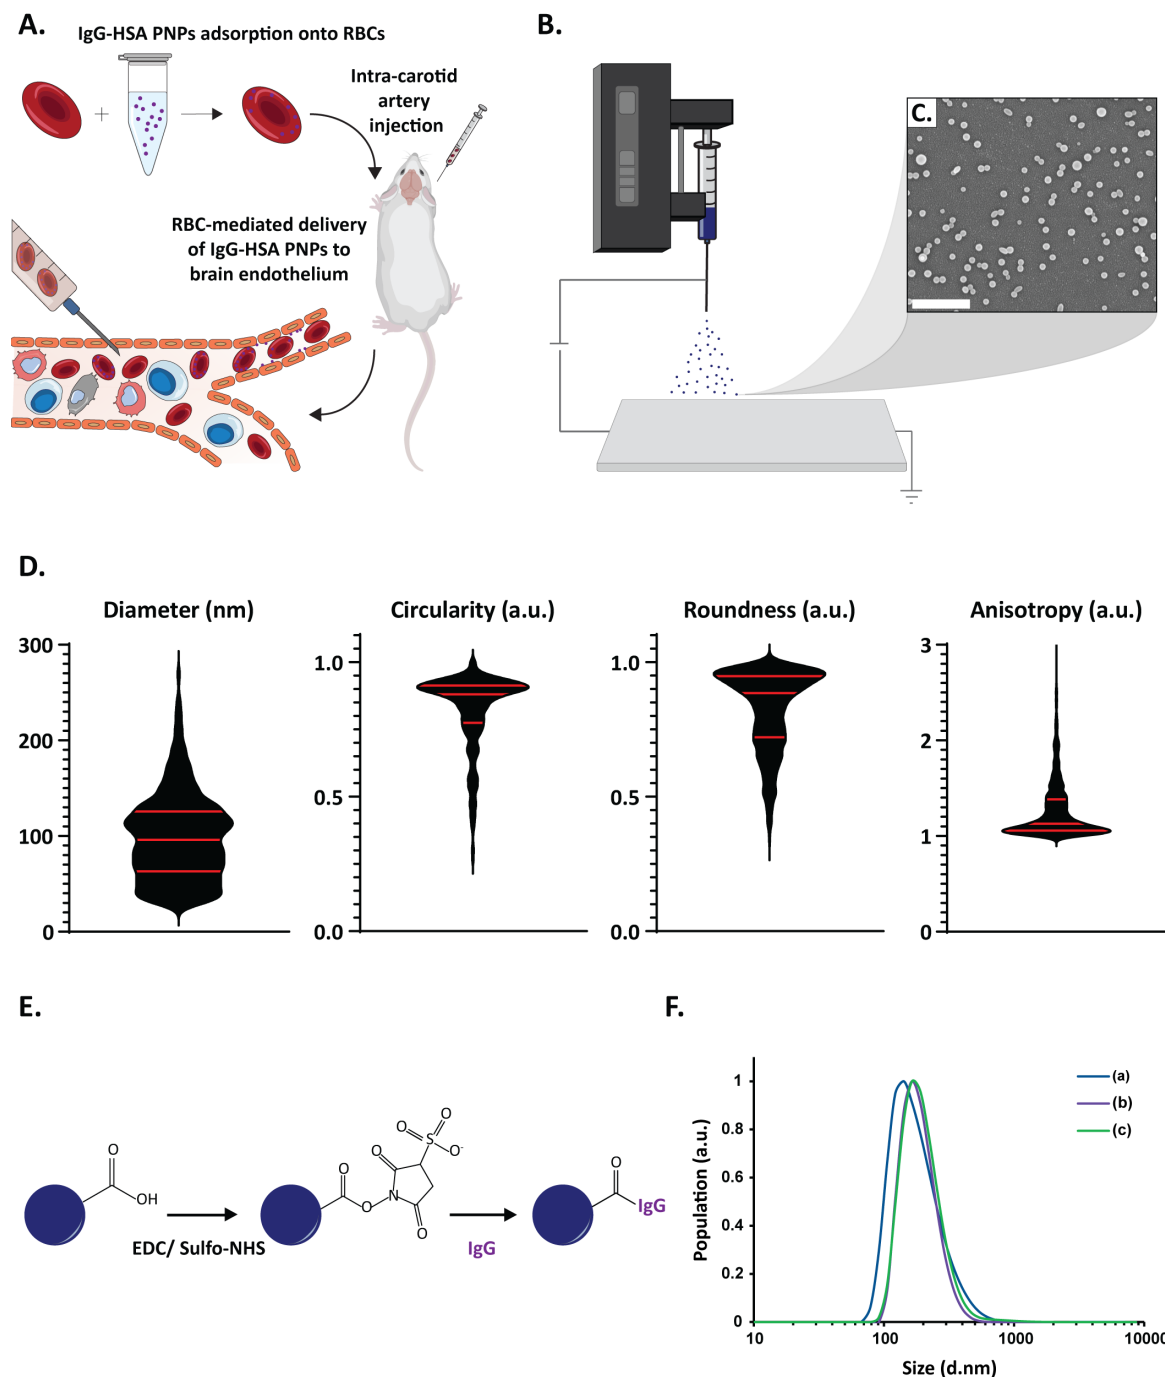 A.
IgG-HSA PNPs adsorption onto RBCs
+
Intra-carotid
artery
injection
RBC-mediated delivery
of IgG-HSA PNPs to
brain endothelium
B.
C.
D.
Diameter (nm)
300
200
100
0
Circularity (a.u.)
1.0
0.5
0.0
Roundness (a.u.)
1.0
0.5
0.0
Anisotropy (a.u.)
3
2
1
0
E.
O
OH
EDC/ Sulfo-NHS
O
O
N
O
O
O
S
O
O-
IgG
O
IgG
F.
Population (a.u.)
1
0.8
0.6
0.4
0.2
0
10
100
1000
10000
Size (d.nm)
(a)
(b)
(c)